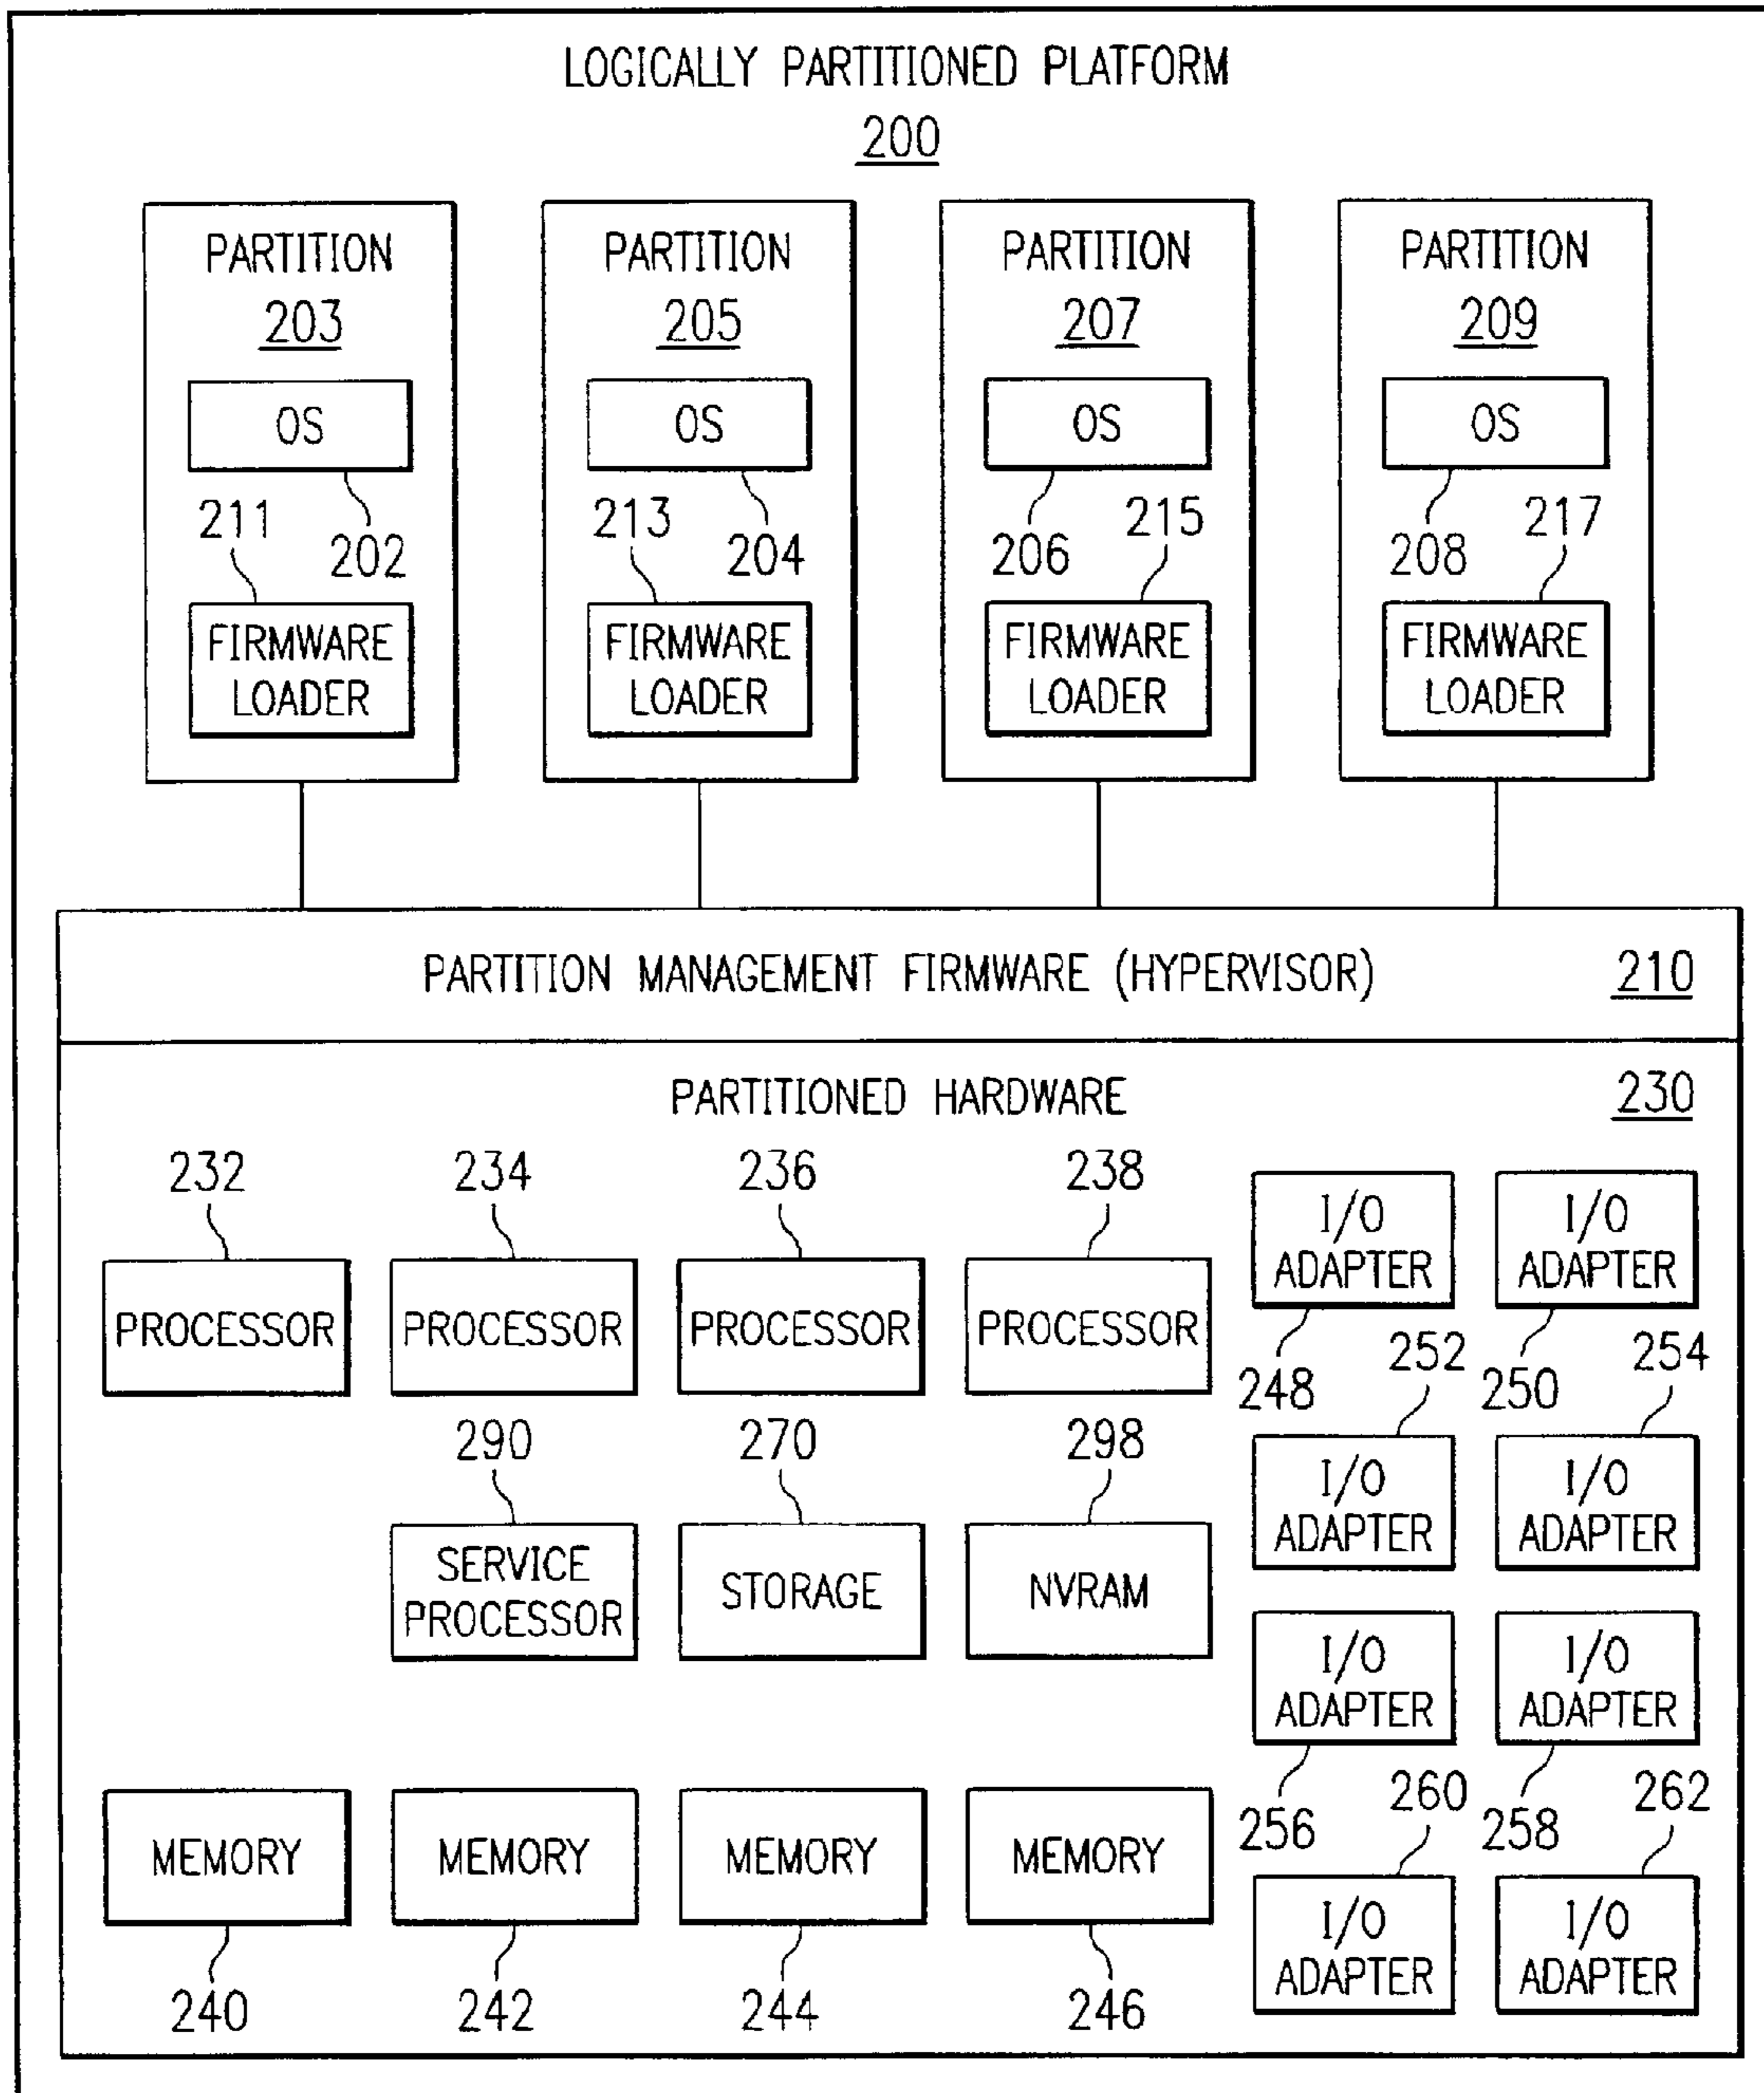 LOGICALLY PARTITIONED PLATFORM
200
PARTITION
203
OS
202
211
FIRMWARE
LOADER
PARTITION
205
OS
204
213
FIRMWARE
LOADER
PARTITION
207
OS
206
215
FIRMWARE
LOADER
PARTITION
209
OS
208
217
FIRMWARE
LOADER
PARTITION MANAGEMENT FIRMWARE (HYPERVISOR)
210
PARTITIONED HARDWARE
230
232
PROCESSOR
234
PROCESSOR
236
PROCESSOR
238
PROCESSOR
290
SERVICE
PROCESSOR
270
STORAGE
298
NVRAM
MEMORY
240
MEMORY
242
MEMORY
244
MEMORY
246
I/O
ADAPTER
248
I/O
ADAPTER
250
252
I/O
ADAPTER
254
I/O
ADAPTER
I/O
ADAPTER
256
I/O
ADAPTER
258
260
I/O
ADAPTER
262
I/O
ADAPTER